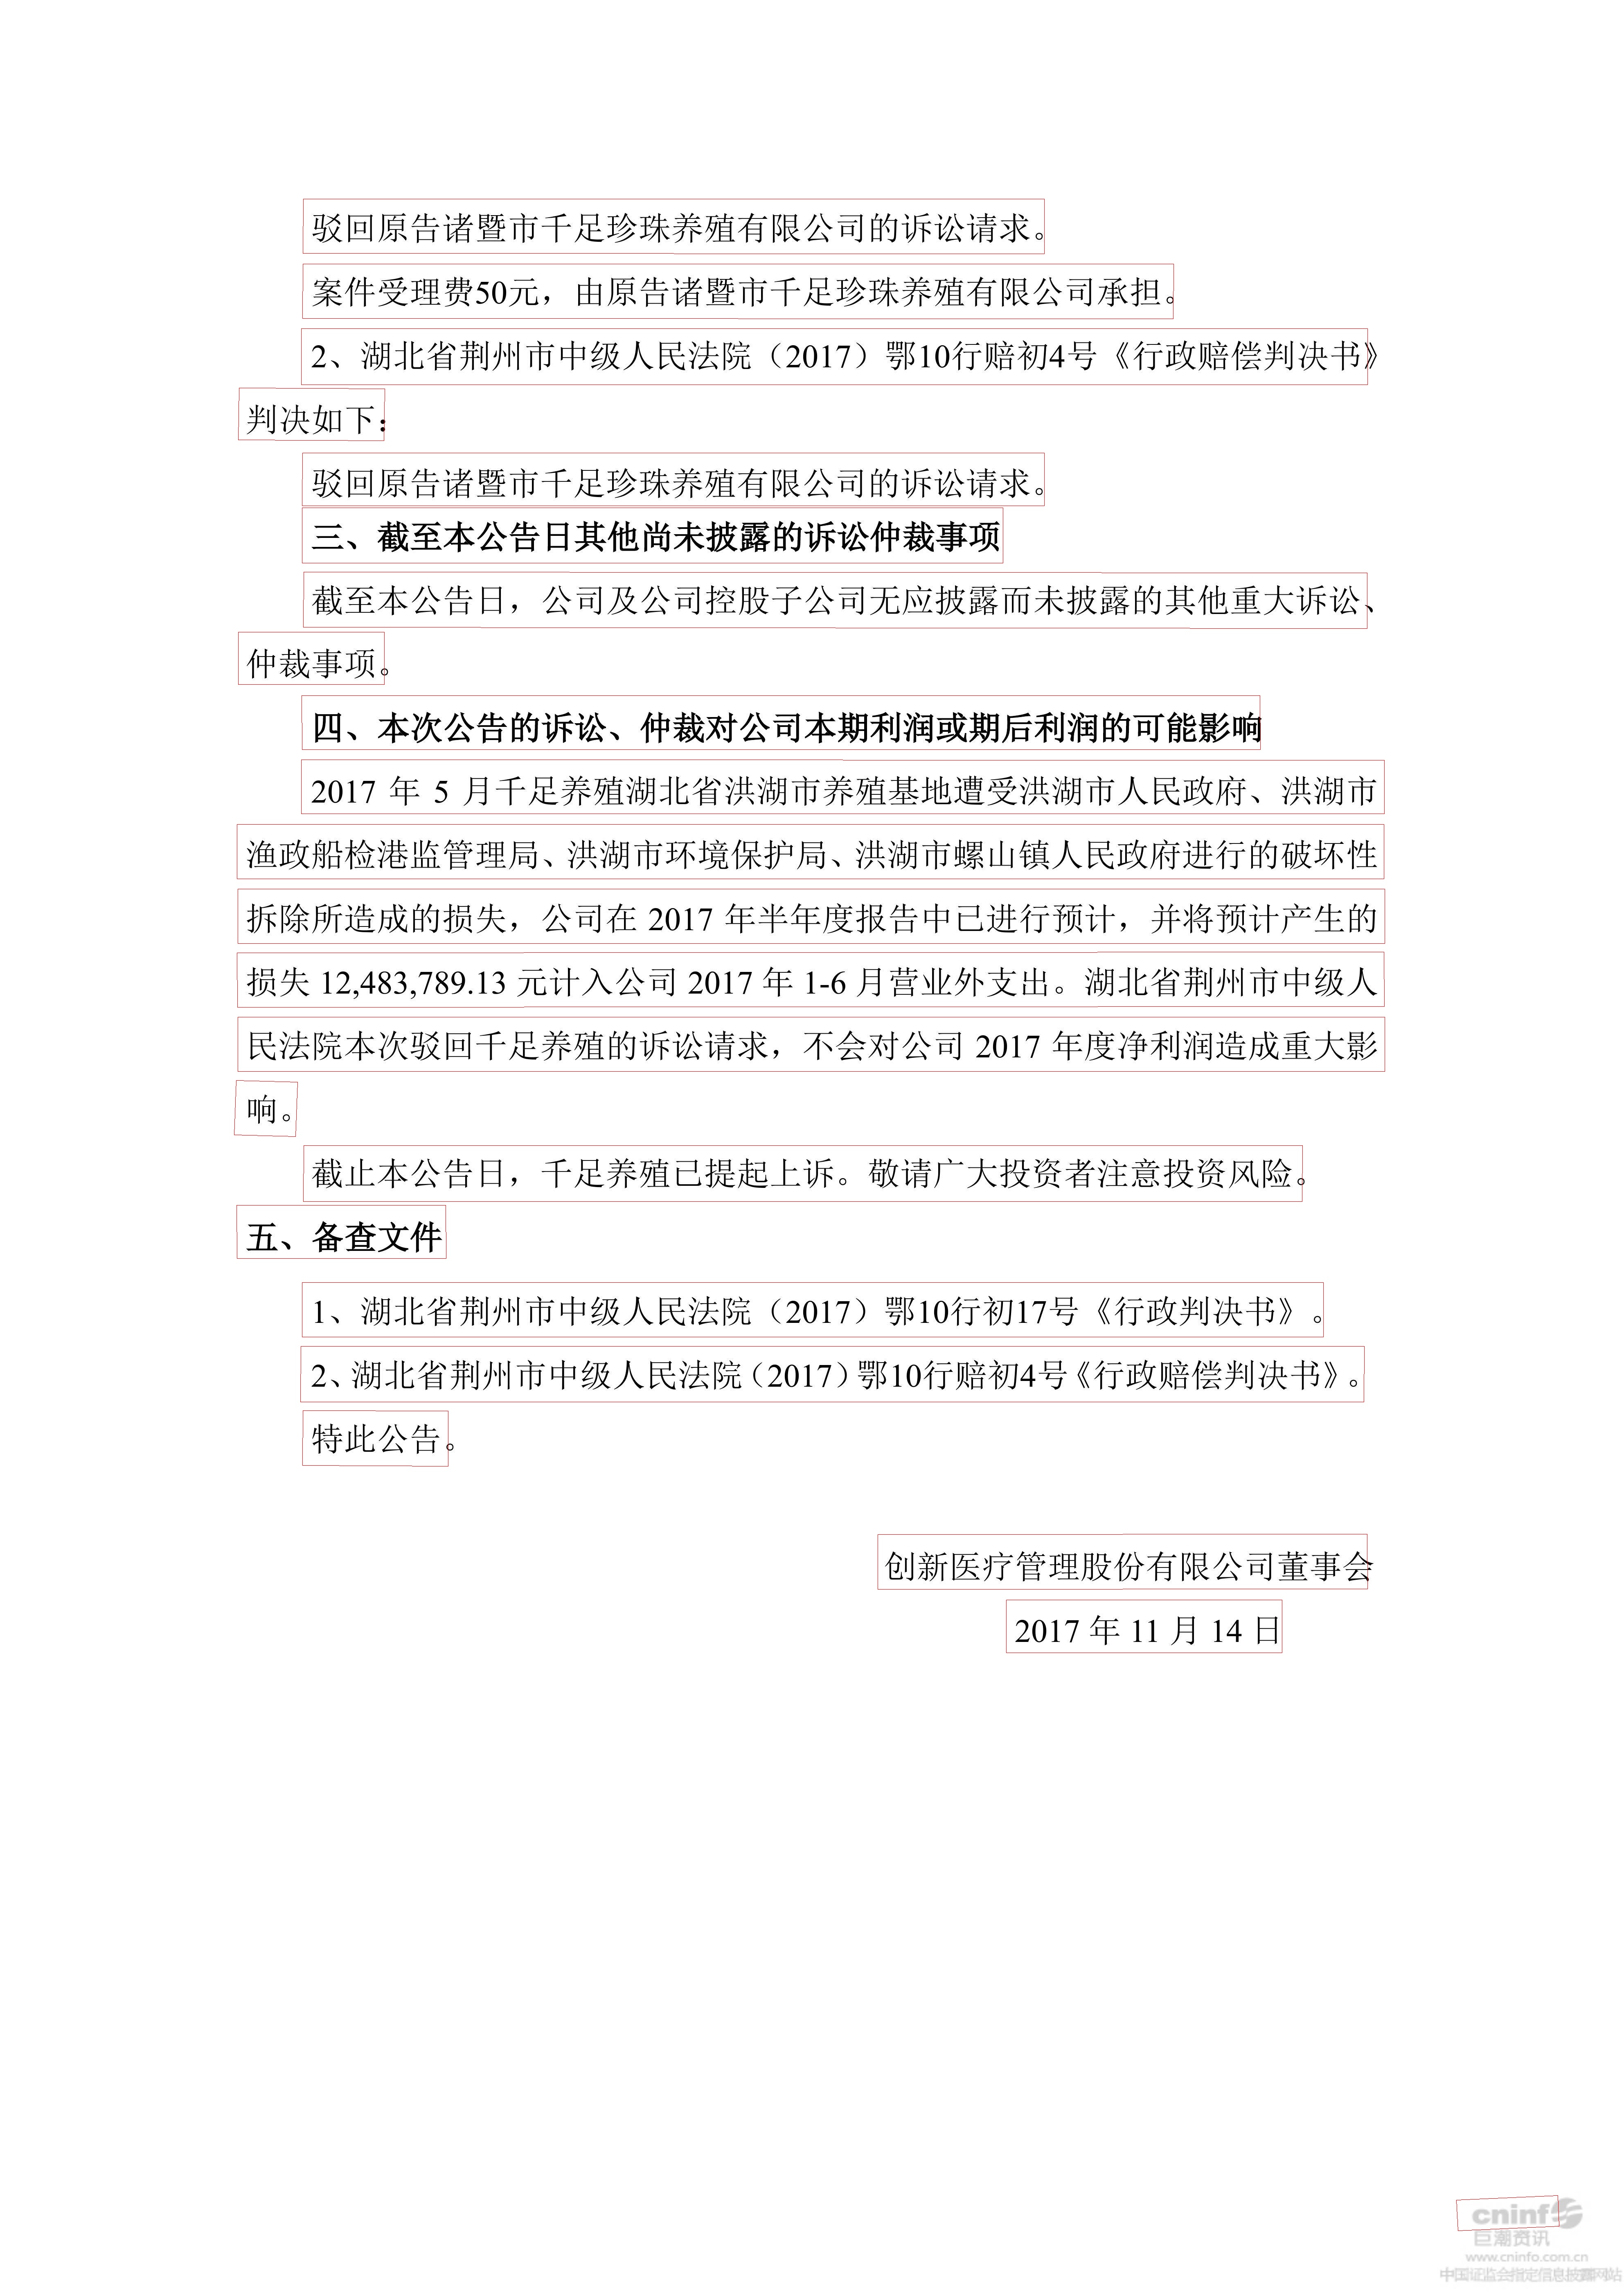 驳回原告诸暨市千足珍珠养殖有限公司的诉讼请求。
案件受理费50元，由原告诸暨市千足珍珠养殖有限公司承担。
2、湖北省荆州市中级人民法院（2017）鄂10行赔初4号《行政赔偿判决书》
判决如下：
驳回原告诸暨市千足珍珠养殖有限公司的诉讼请求。
三、截至本公告日其他尚未披露的诉讼仲裁事项
截至本公告日，公司及公司控股子公司无应披露而未披露的其他重大诉讼、
仲裁事项。
四、本次公告的诉讼、仲裁对公司本期利润或期后利润的可能影响
2017 年 5 月千足养殖湖北省洪湖市养殖基地遭受洪湖市人民政府、洪湖市
渔政船检港监管理局、洪湖市环境保护局、洪湖市螺山镇人民政府进行的破坏性
拆除所造成的损失，公司在 2017 年半年度报告中已进行预计，并将预计产生的
损失 12,483,789.13 元计入公司 2017 年 1-6 月营业外支出。湖北省荆州市中级人
民法院本次驳回千足养殖的诉讼请求，不会对公司 2017 年度净利润造成重大影
响。
截止本公告日，千足养殖已提起上诉。敬请广大投资者注意投资风险。
五、备查文件
1、湖北省荆州市中级人民法院（2017）鄂10行初17号《行政判决书》。
2、湖北省荆州市中级人民法院（2017）鄂10行赔初4号《行政赔偿判决书》。
特此公告。
创新医疗管理股份有限公司董事会
2017 年 11 月 14 日
cninf
巨潮资讯
www.cninfo.com.cn
中国证监会指定信息披露网站